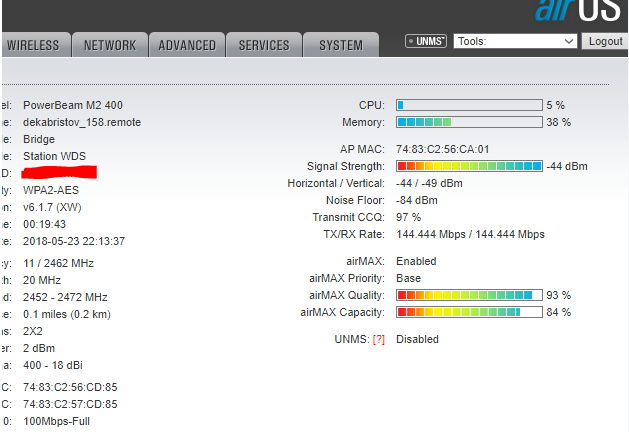 air OS
WIRELESS NETWORK ADVANCED SERVICES SYSTEM UNMS Tools: Logout
el: PowerBeam M2 400
e: dekabristov_158.remote
e: Bridge
e: Station WDS
D:
ty: WPA2-AES
n: v6.1.7 (XW)
e: 00:19:43
e: 2018-05-23 22:13:37
y: 11 / 2462 MHz
h: 20 MHz
d: 2452 - 2472 MHz
e: 0.1 miles (0.2 km)
s: 2X2
er: 2 dBm
a: 400 - 18 dBi
C: 74:83:C2:56:CD:85
C: 74:83:C2:57:CD:85
0: 100Mbps-Full
CPU: 5 %
Memory: 38 %
AP MAC: 74:83:C2:56:CA:01
Signal Strength: -44 dBm
Horizontal / Vertical: -44 / -49 dBm
Noise Floor: -84 dBm
Transmit CCQ: 97 %
TX/RX Rate: 144.444 Mbps / 144.444 Mbps
airMAX: Enabled
airMAX Priority: Base
airMAX Quality: 93 %
airMAX Capacity: 84 %
UNMS: [?] Disabled